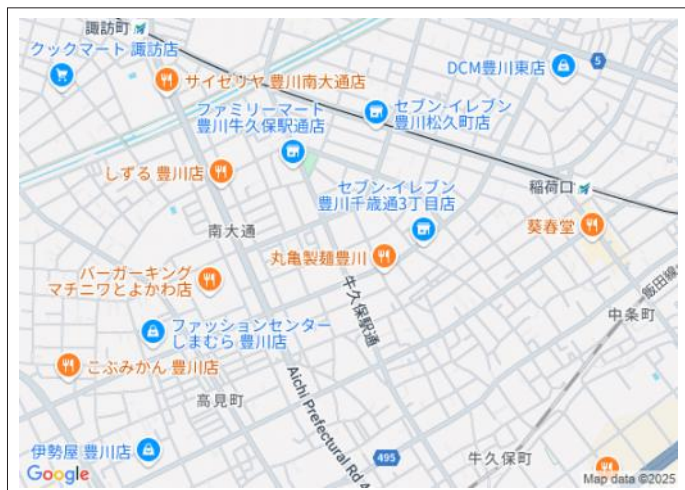 諏訪町
クックマート 諏訪店
サイゼリヤ 豊川南大通店
DCM豊川東店
5
ファミリーマート
豊川牛久保駅通店
セブン-イレブン
豊川松久町店
しずる 豊川店
セブン-イレブン
豊川千歳通3丁目店
稲荷口
葵春堂
南大通
丸亀製麺豊川
バーガーキング
マチニワとよかわ店
牛久保駅通
飯田線
中条町
ファッションセンター
しまむら 豊川店
こぶみかん 豊川店
高見町
Aichi Prefectural Rd 4
伊勢屋 豊川店
495
牛久保町
Google
Map data ©2025